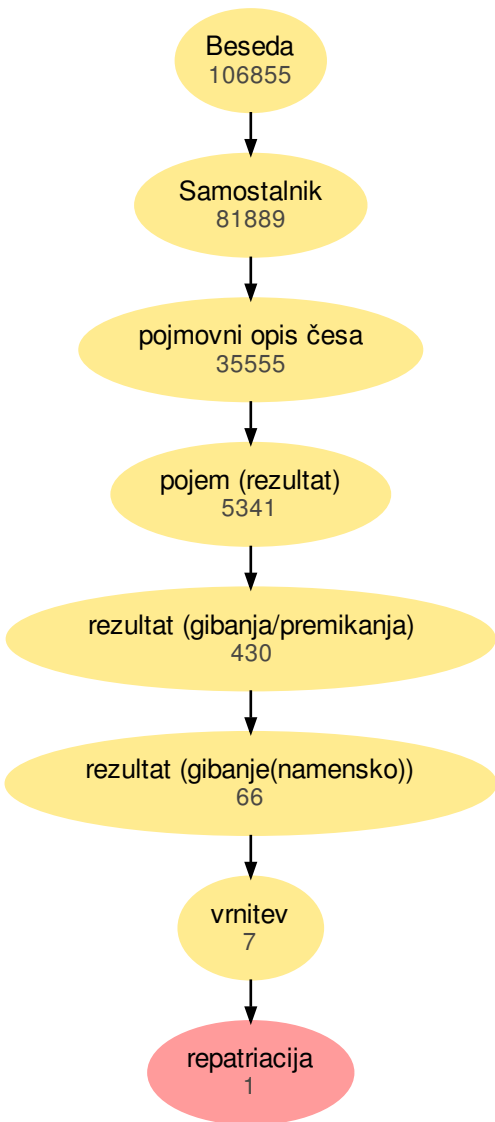 Beseda
106855
Samostalnik
81889
pojmovni opis česa
35555
pojem (rezultat)
5341
rezultat (gibanja/premikanja)
430
rezultat (gibanje(namensko))
66
vrnitev
7
repatriacija
1